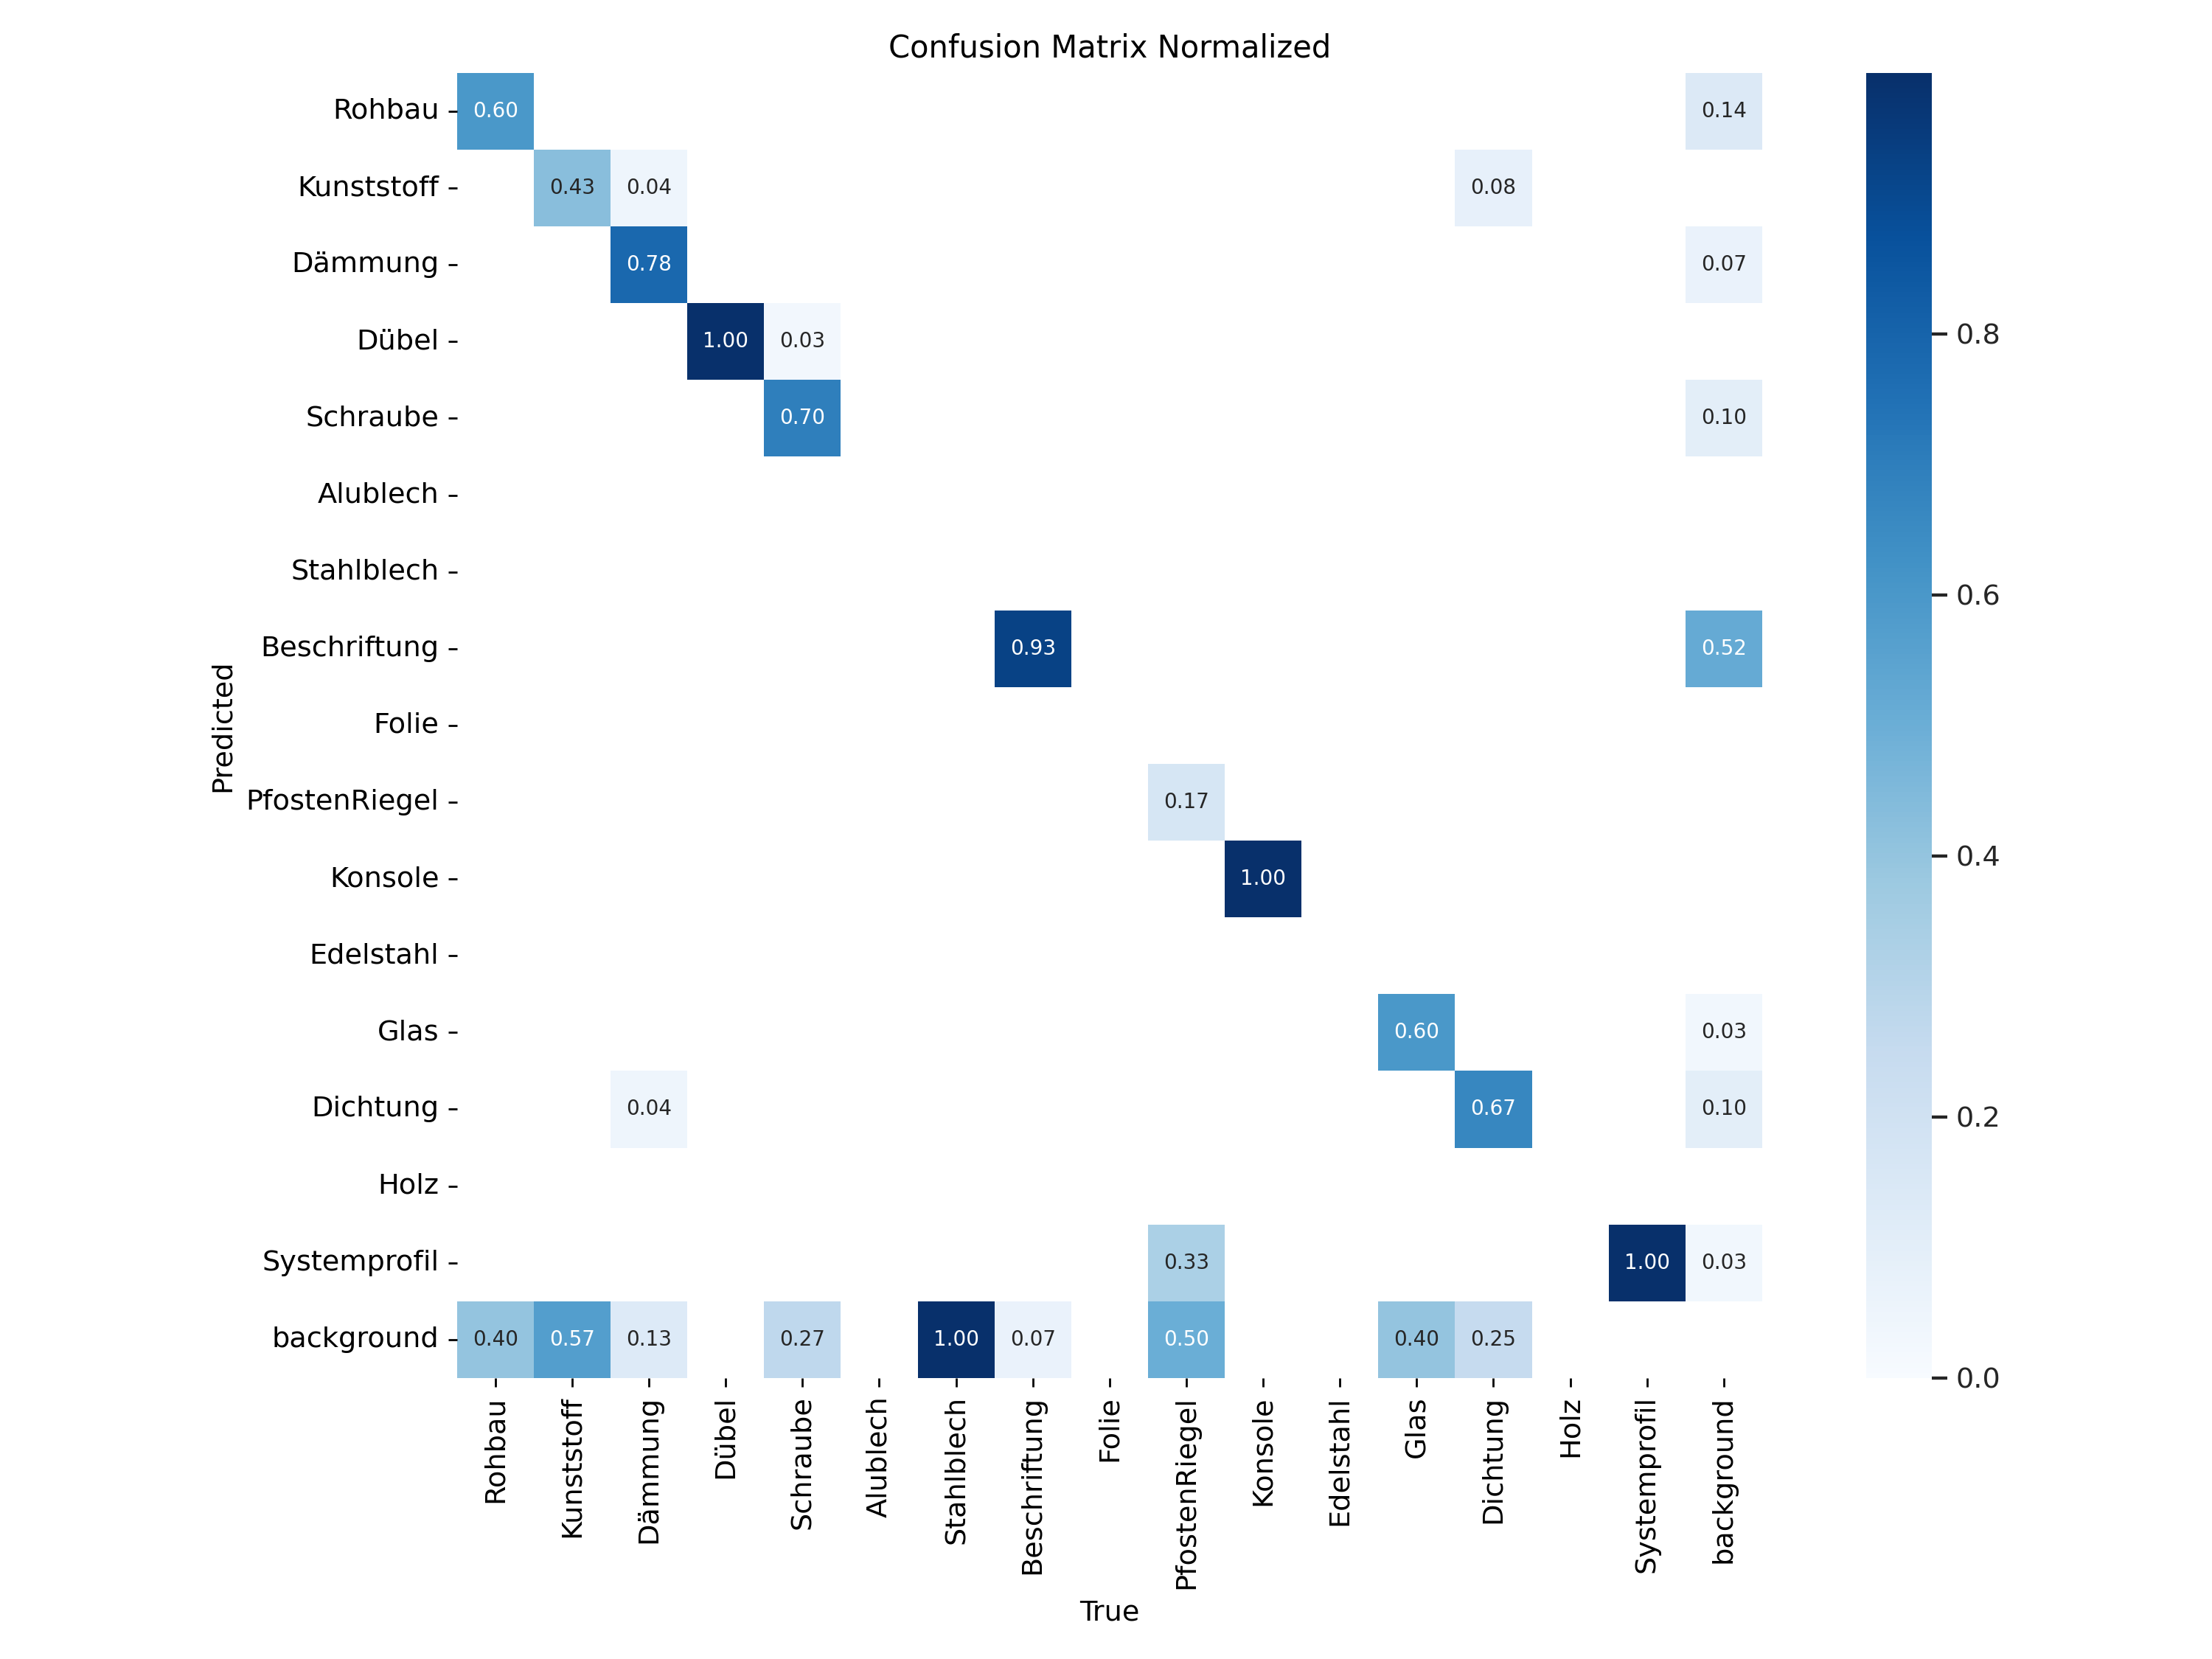 Confusion Matrix Normalized
Rohbau 0.60 0.14
Kunststoff 0.43 0.04 0.08
Dämmung 0.78 0.07
Dübel 1.00 0.03
0.8
Schraube 0.70 0.10
Alublech
Stahlblech
0.6
Beschriftung 0.93 0.52
Predicted
Folie
PfostenRiegel 0.17
0.4
Konsole 1.00
Edelstahl
Glas 0.60 0.03
Dichtung 0.04 0.67 0.10
0.2
Holz
Systemprofil 0.33 1.00 0.03
background 0.40 0.57 0.13 0.27 1.00 0.07 0.50 0.40 0.25
0.0
Rohbau
Kunststoff
Dämmung
Dübel
Schraube
Alublech
Stahlblech
Beschriftung
Folie
PfostenRiegel
Konsole
Edelstahl
Glas
Dichtung
Holz
Systemprofil
background
True